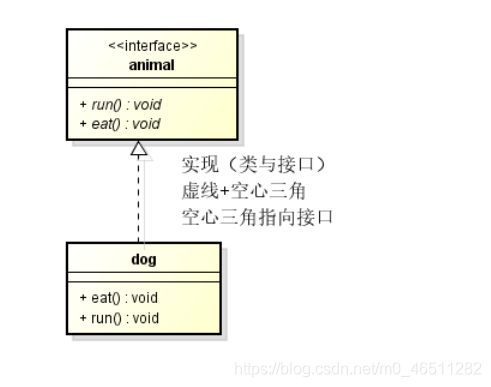 <<interface>>
animal
+ run() : void
+ eat() : void
实现（类与接口）
虚线+空心三角
空心三角指向接口
dog
+ eat() : void
+ run() : void
https://blog.csdn.net/m0_46511282